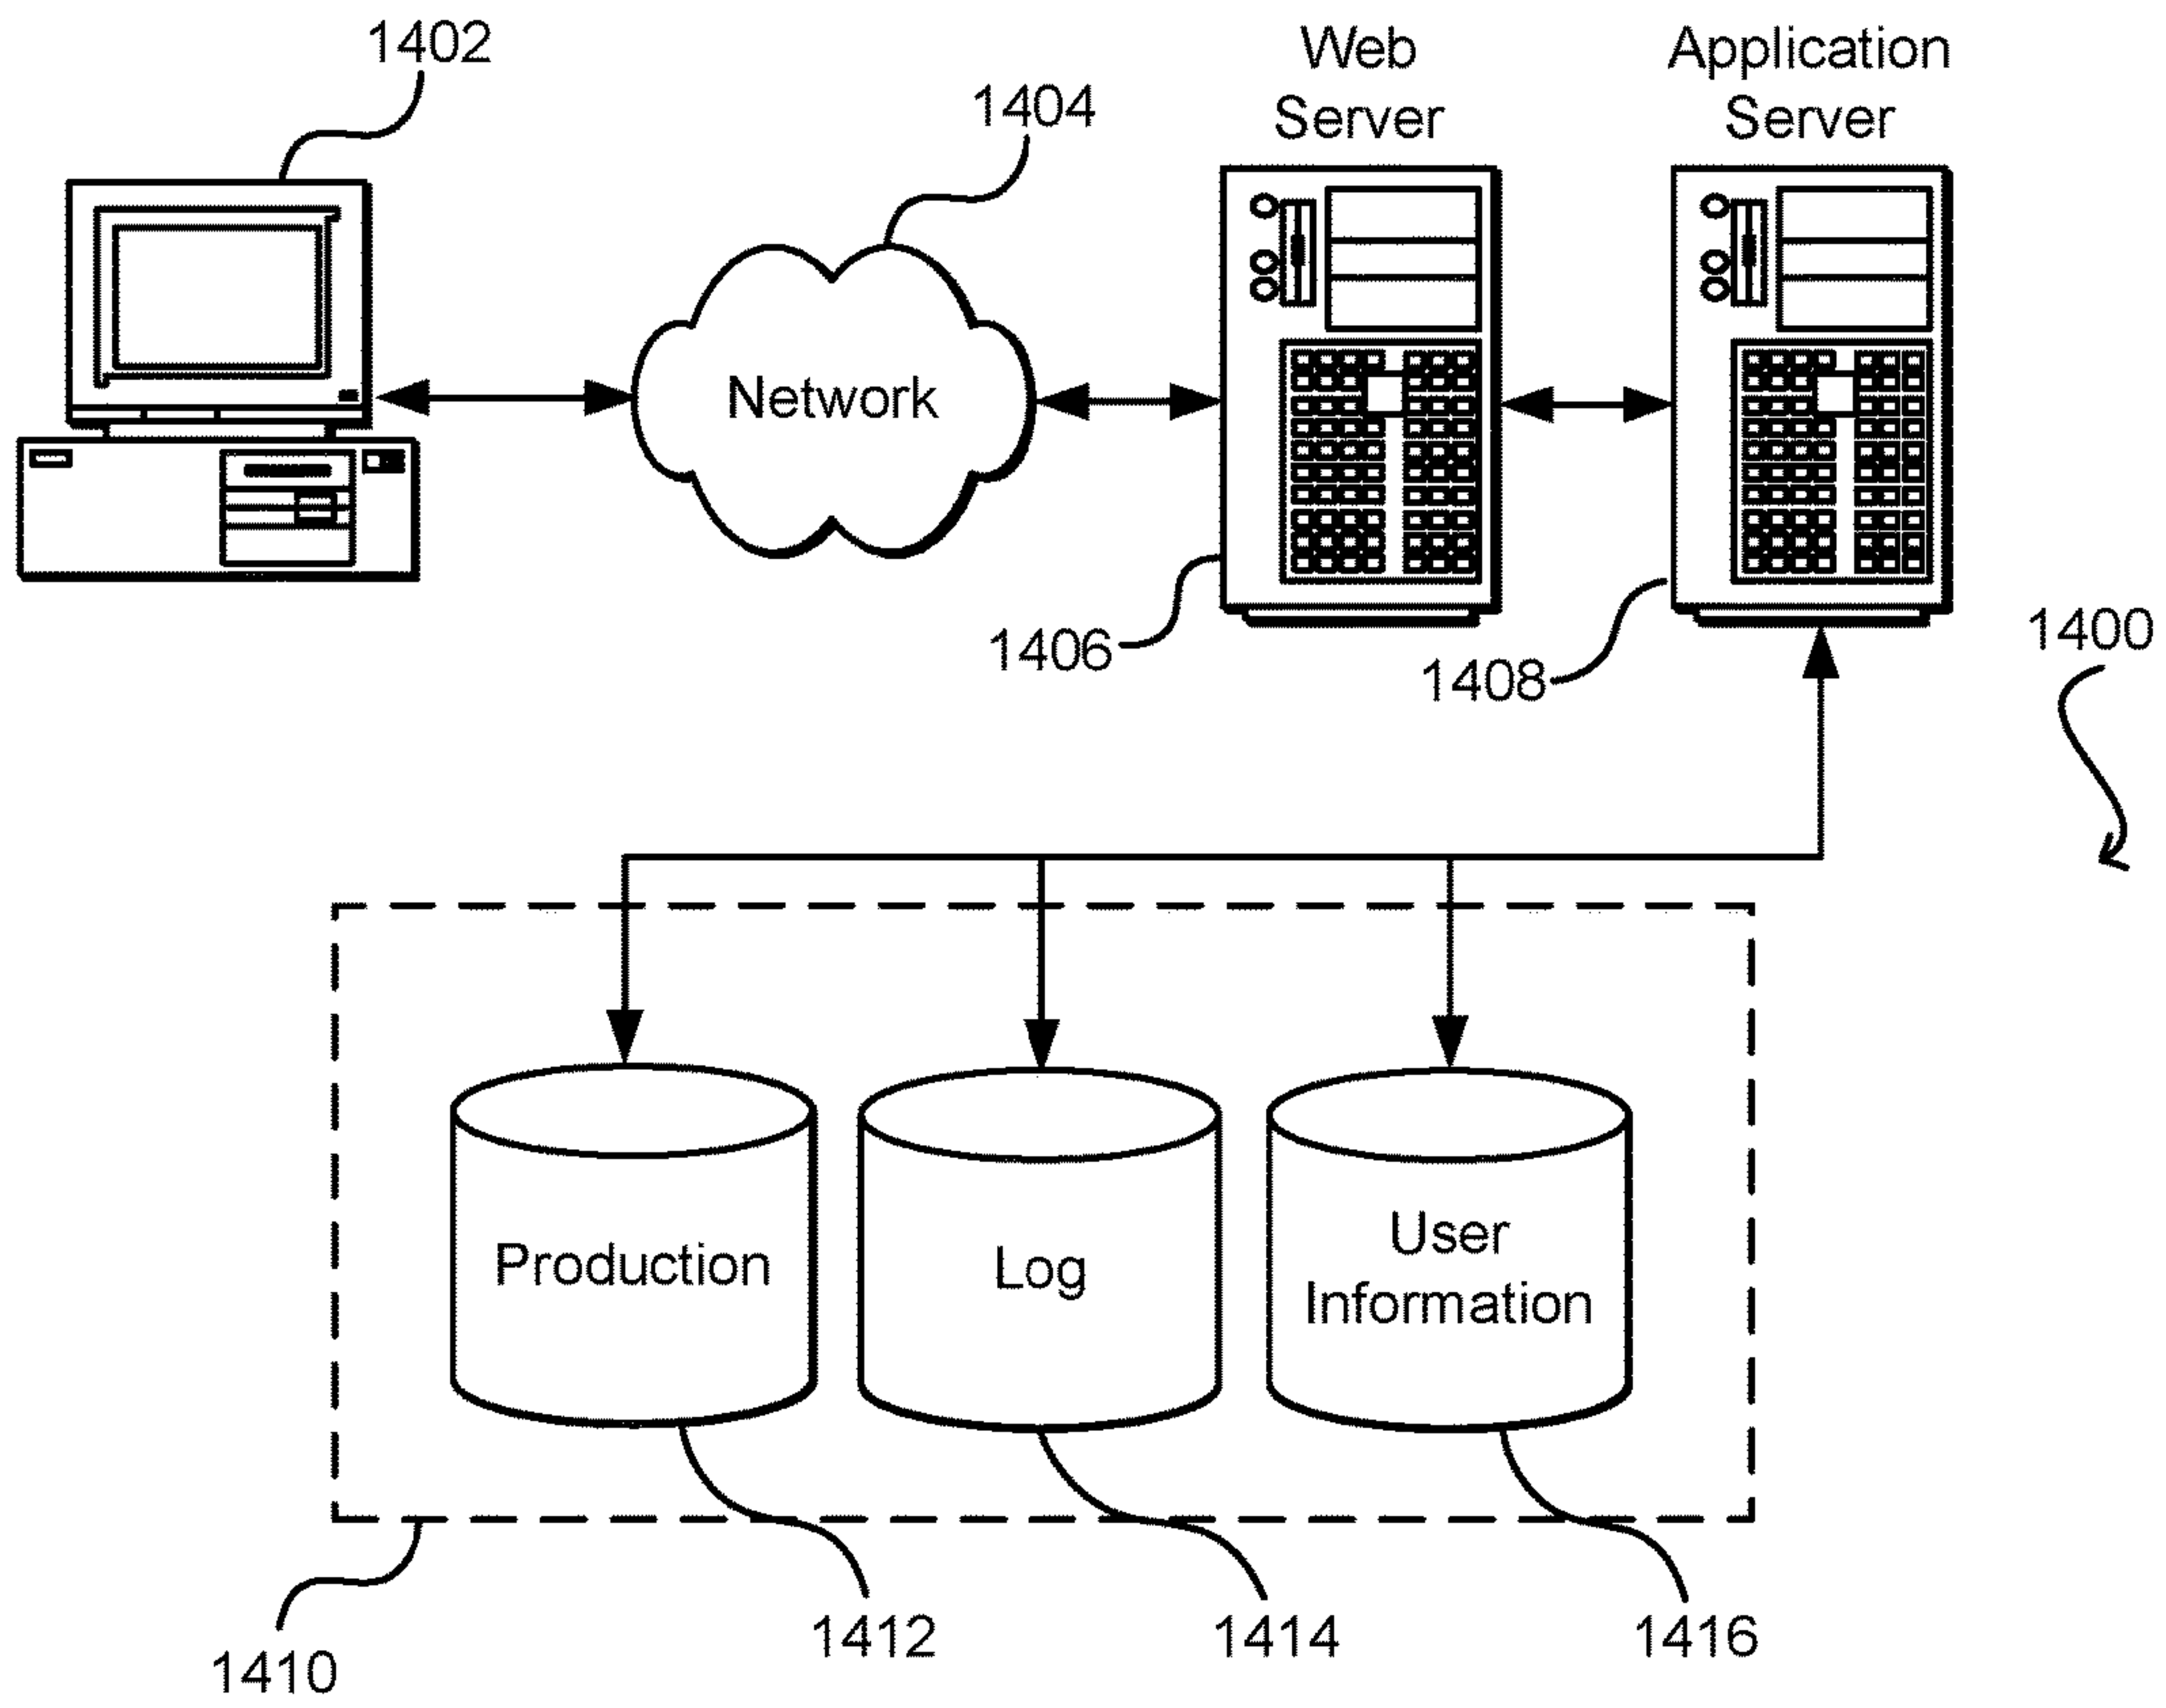 1402
1404
Web
Server
Application
Server
Network
1406
1408
1400
Production
Log
User
Information
1410
1412
1414
1416